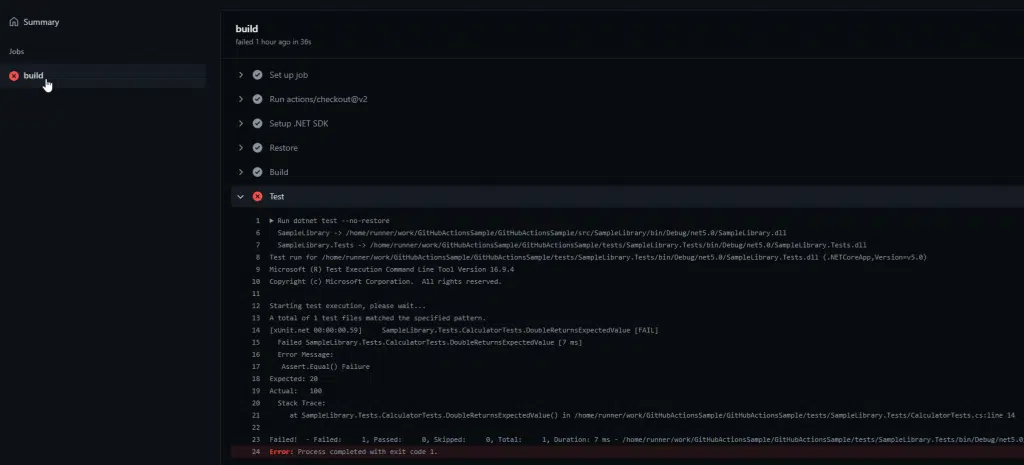 Summary
Jobs
build
build
failed 1 hour ago in 36s
Set up job
Run actions/checkout@v2
Setup .NET SDK
Restore
Build
Test
1 Run dotnet test --no-restore
6 SampleLibrary -> /home/runner/work/GitHubActionsSample/GitHubActionsSample/src/SampleLibrary/bin/Debug/net5.0/SampleLibrary.dll
7 SampleLibrary.Tests -> /home/runner/work/GitHubActionsSample/GitHubActionsSample/tests/SampleLibrary.Tests/bin/Debug/net5.0/SampleLibrary.Tests.dll
8 Test run for /home/runner/work/GitHubActionsSample/GitHubActionsSample/tests/SampleLibrary.Tests/bin/Debug/net5.0/SampleLibrary.Tests.dll (.NETCoreApp,Version=v5.0)
9 Microsoft (R) Test Execution Command Line Tool Version 16.9.4
10 Copyright (c) Microsoft Corporation. All rights reserved.
11
12 Starting test execution, please wait...
13 A total of 1 test files matched the specified pattern.
14 [xUnit.net 00:00:00.59] SampleLibrary.Tests.CalculatorTests.DoubleReturnsExpectedValue [FAIL]
15 Failed SampleLibrary.Tests.CalculatorTests.DoubleReturnsExpectedValue [7 ms]
16 Error Message:
17 Assert.Equal() Failure
18 Expected: 20
19 Actual: 100
20 Stack Trace:
21 at SampleLibrary.Tests.CalculatorTests.DoubleReturnsExpectedValue() in /home/runner/work/GitHubActionsSample/GitHubActionsSample/tests/SampleLibrary.Tests/CalculatorTests.cs:line 14
22
23 Failed! - Failed: 1, Passed: 0, Skipped: 0, Total: 1, Duration: 7 ms - /home/runner/work/GitHubActionsSample/GitHubActionsSample/tests/SampleLibrary.Tests/bin/Debug/net5.0
24 Error: Process completed with exit code 1.